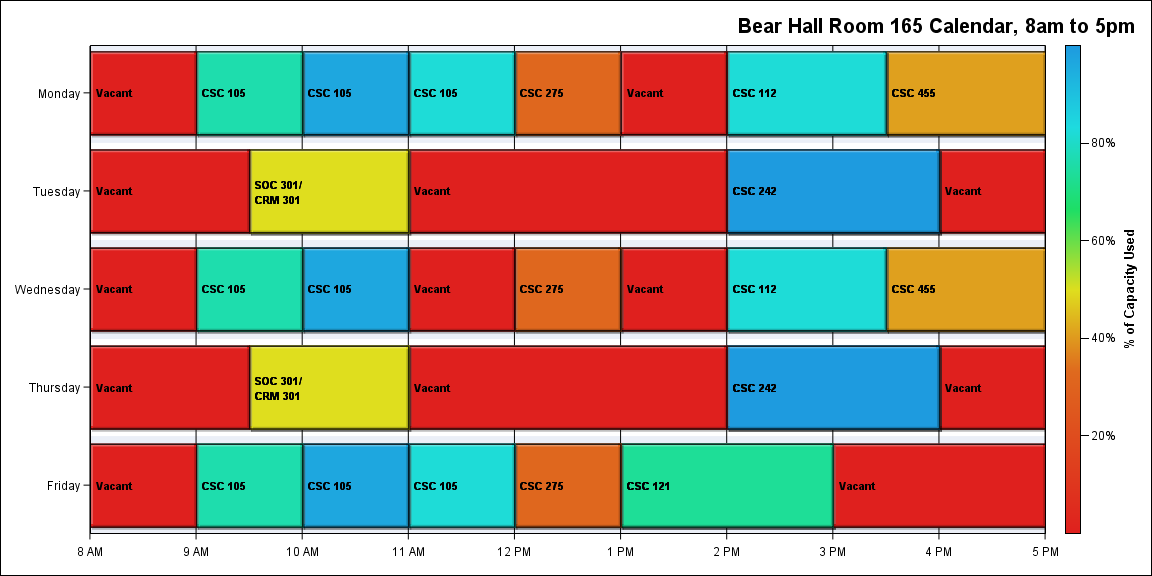 Bear Hall Room 165 Calendar, 8am to 5pm
Monday
Vacant
CSC 105
CSC 105
CSC 105
CSC 275
Vacant
CSC 112
CSC 455
Tuesday
Vacant
SOC 301/
CRM 301
Vacant
CSC 242
Vacant
Wednesday
Vacant
CSC 105
CSC 105
Vacant
CSC 275
Vacant
CSC 112
CSC 455
Thursday
Vacant
SOC 301/
CRM 301
Vacant
CSC 242
Vacant
Friday
Vacant
CSC 105
CSC 105
CSC 105
CSC 275
CSC 121
Vacant
8 AM
9 AM
10 AM
11 AM
12 PM
1 PM
2 PM
3 PM
4 PM
5 PM
80%
60%
40%
20%
% of Capacity Used